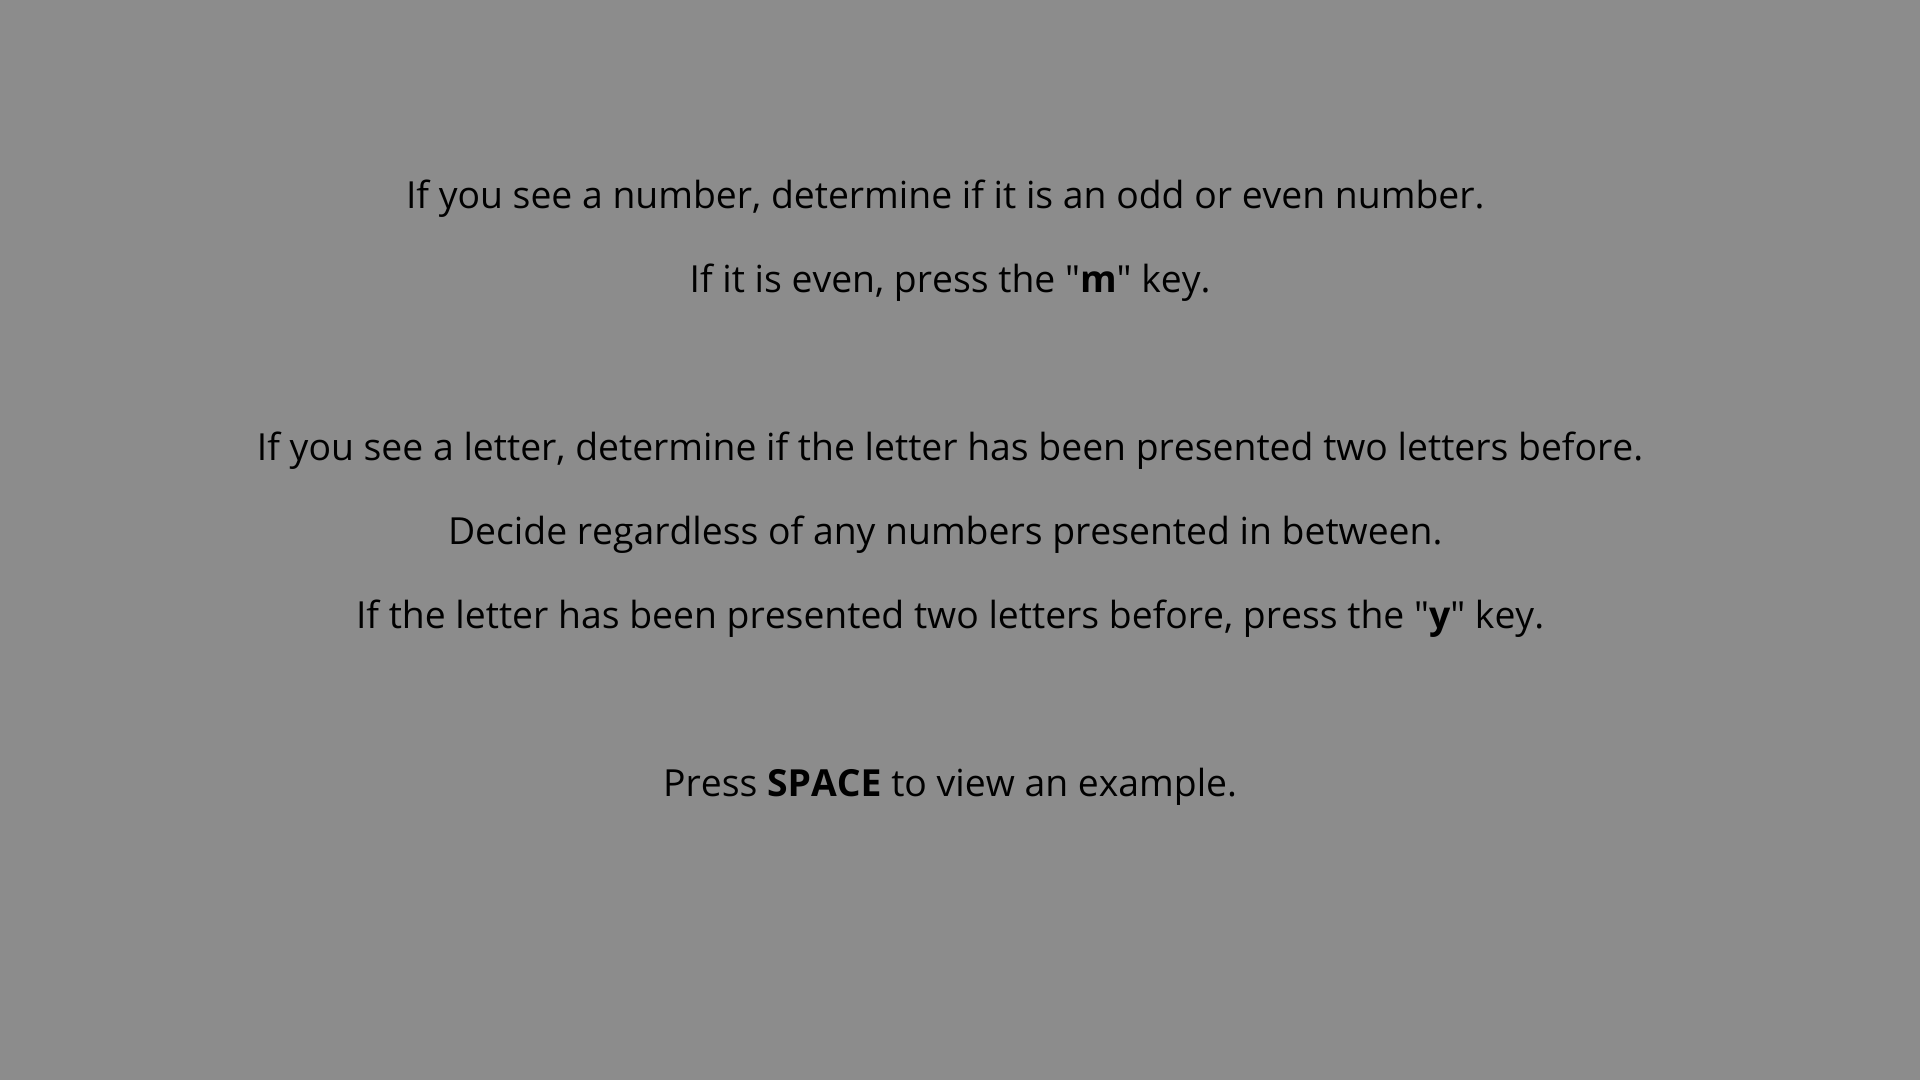 If you see a number, determine if it is an odd or even number.
If it is even, press the "m" key.
If you see a letter, determine if the letter has been presented two letters before.
Decide regardless of any numbers presented in between.
If the letter has been presented two letters before, press the "y" key.
Press SPACE to view an example.